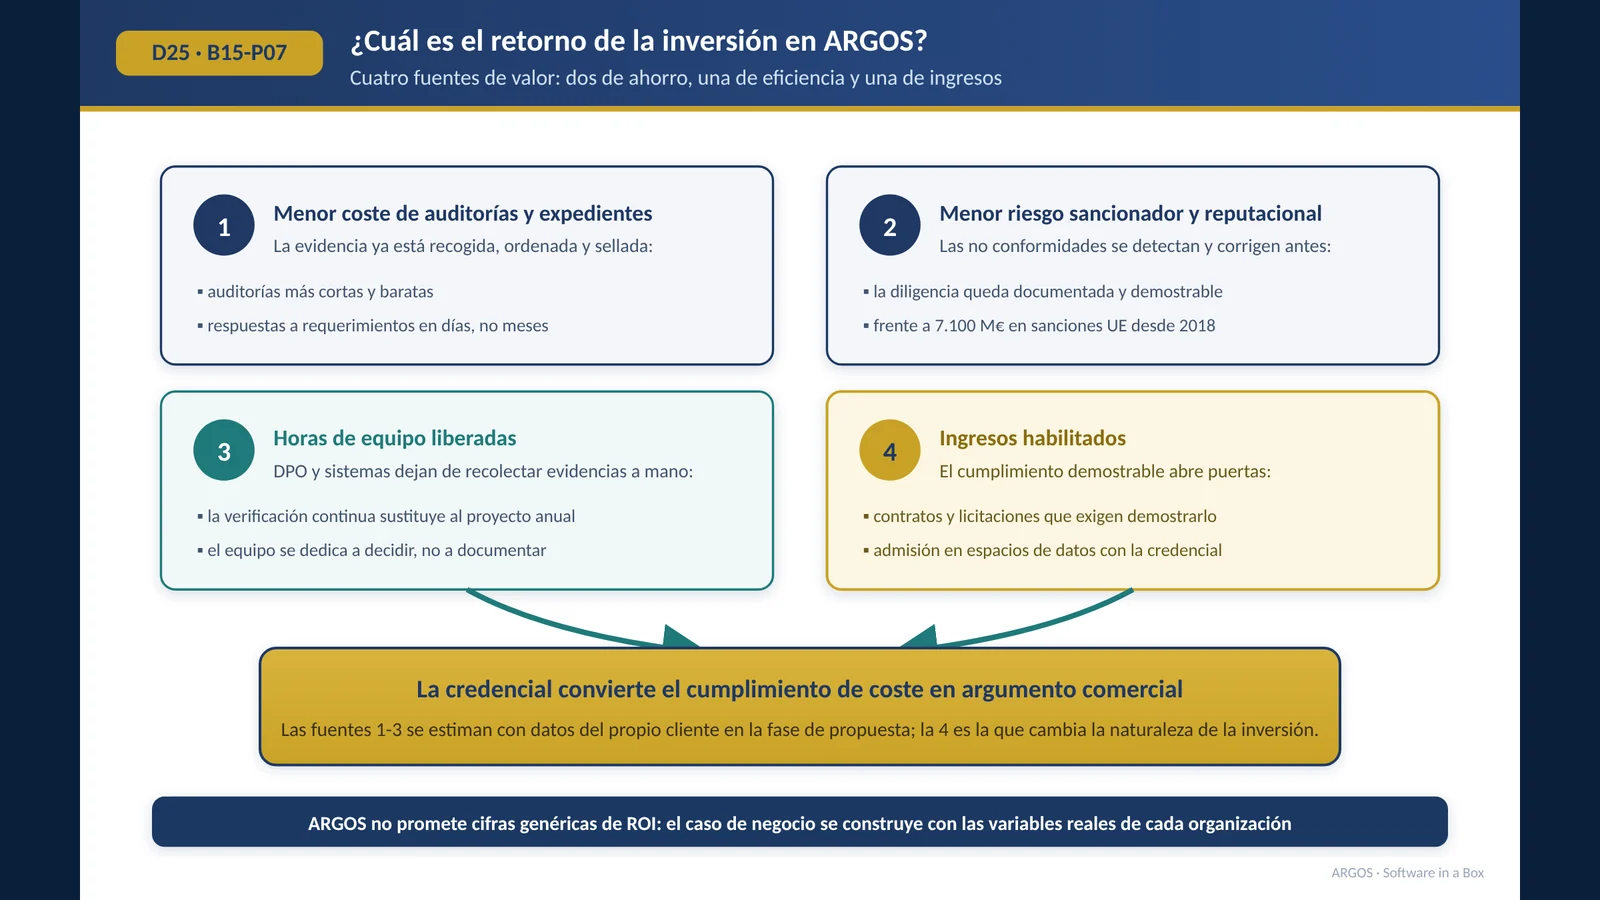 D25 · B15-P07
¿Cuál es el retorno de la inversión en ARGOS?
Cuatro fuentes de valor: dos de ahorro, una de eficiencia y una de ingresos
1
Menor coste de auditorías y expedientes
La evidencia ya está recogida, ordenada y sellada:
▪ auditorías más cortas y baratas
▪ respuestas a requerimientos en días, no meses
2
Menor riesgo sancionador y reputacional
Las no conformidades se detectan y corrigen antes:
▪ la diligencia queda documentada y demostrable
▪ frente a 7.100 M€ en sanciones UE desde 2018
3
Horas de equipo liberadas
DPO y sistemas dejan de recolectar evidencias a mano:
▪ la verificación continua sustituye al proyecto anual
▪ el equipo se dedica a decidir, no a documentar
4
Ingresos habilitados
El cumplimiento demostrable abre puertas:
▪ contratos y licitaciones que exigen demostrarlo
▪ admisión en espacios de datos con la credencial
La credencial convierte el cumplimiento de coste en argumento comercial
Las fuentes 1-3 se estiman con datos del propio cliente en la fase de propuesta; la 4 es la que cambia la naturaleza de la inversión.
ARGOS no promete cifras genéricas de ROI: el caso de negocio se construye con las variables reales de cada organización
ARGOS · Software in a Box